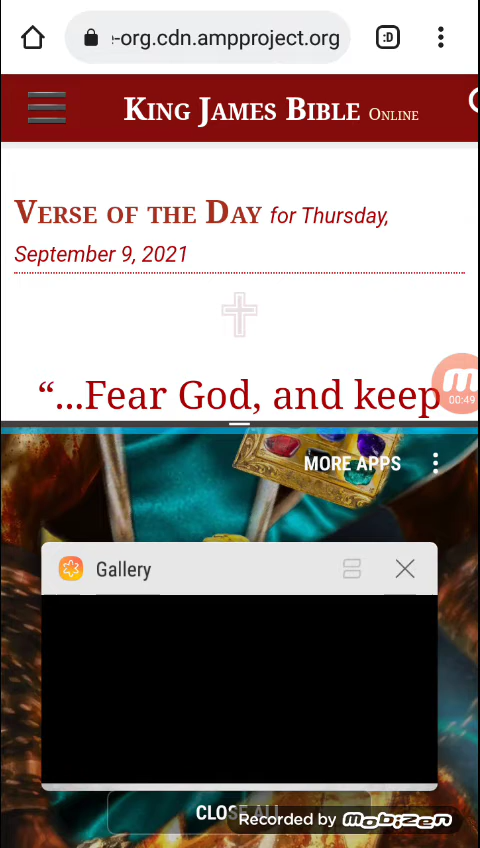 :-org.cdn.ampproject.org
:D
King James Bible Online
Verse of the Day for Thursday,
September 9, 2021
“...Fear God, and keep
00:49
MORE APPS
Gallery
CLOSE ALL
Recorded by mobizen